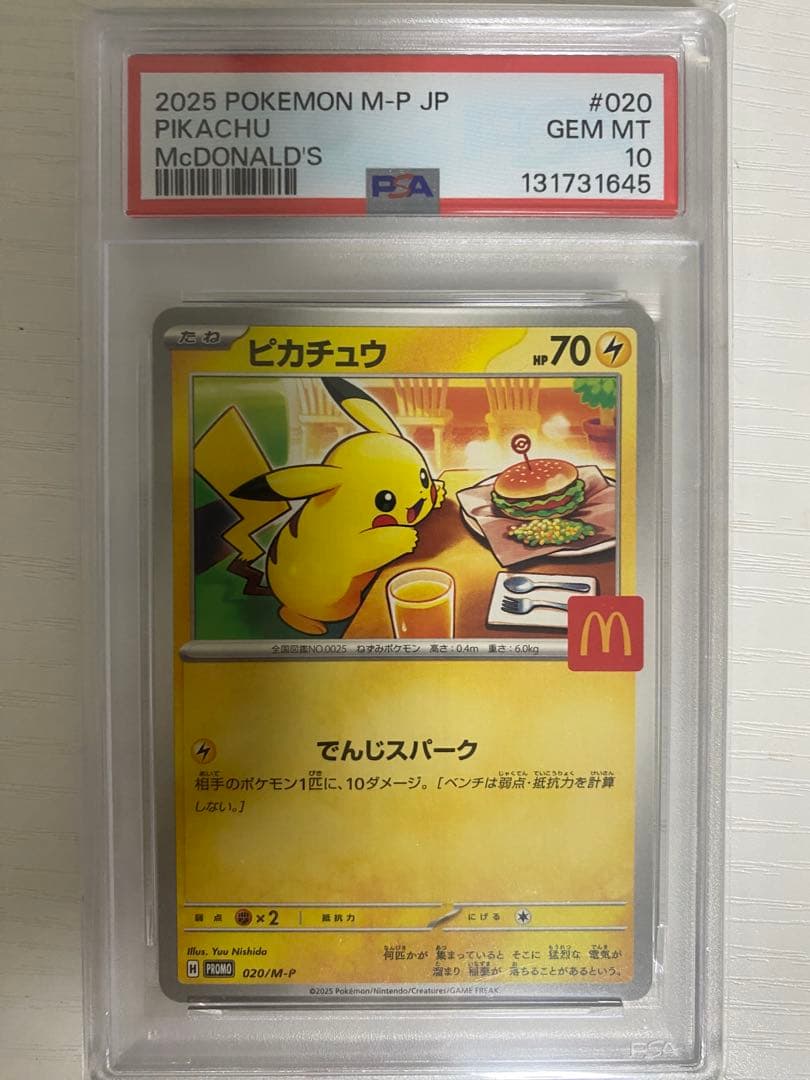 2025 POKEMON M-P JP #020
PIKACHU GEM MT
McDONALD'S 10
PSA 131731645
たね ピカチュウ HP70
全国図鑑NO.0025 ねずみポケモン 高さ:0.4m 重さ:6.0kg
でんじスパーク
相手のポケモン1匹に、10ダメージ。[ベンチは弱点・抵抗力を計算
しない。]
弱点 ×2 抵抗力 にげる
Illus. Yuu Nishida
何匹かが 集まっていると そこに 猛烈な 電気が
溜まり 稲妻が 落ちることがあるという。
H PROMO 020/M-P
©2025 Pokémon/Nintendo/Creatures/GAME FREAK.
PSA